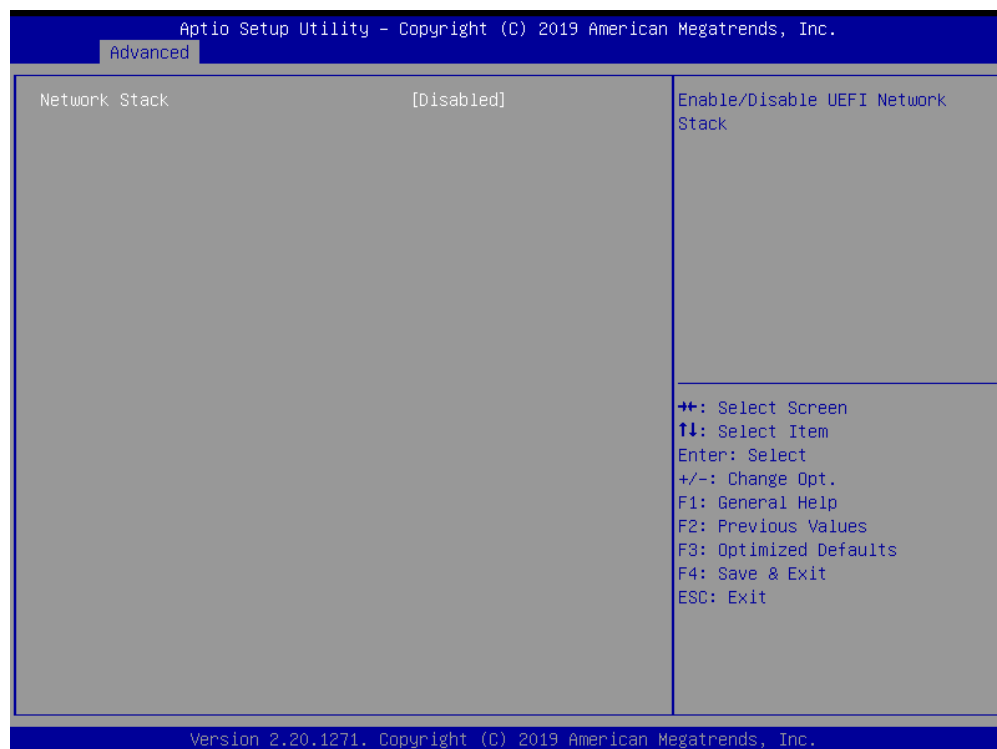 Aptio Setup Utility – Copyright (C) 2019 American Megatrends, Inc.
Advanced
Network Stack [Disabled]
Enable/Disable UEFI Network
Stack
→←: Select Screen
↑↓: Select Item
Enter: Select
+/-: Change Opt.
F1: General Help
F2: Previous Values
F3: Optimized Defaults
F4: Save & Exit
ESC: Exit
Version 2.20.1271. Copyright (C) 2019 American Megatrends, Inc.